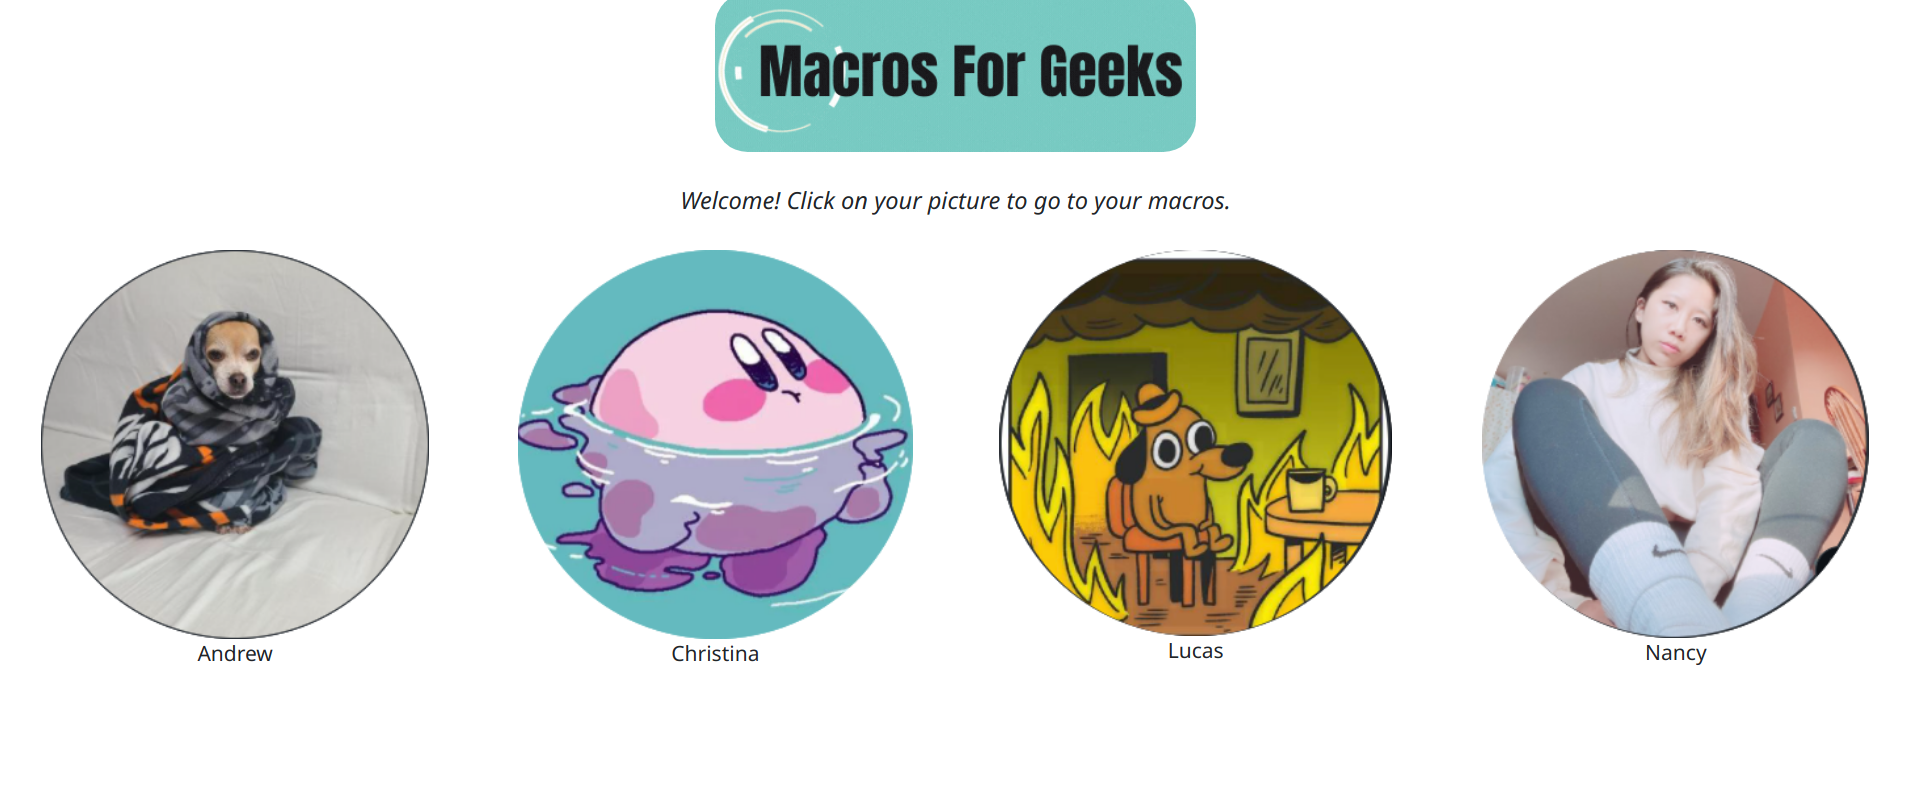 Macros For Geeks
Welcome! Click on your picture to go to your macros.
Andrew
Christina
Lucas
Nancy